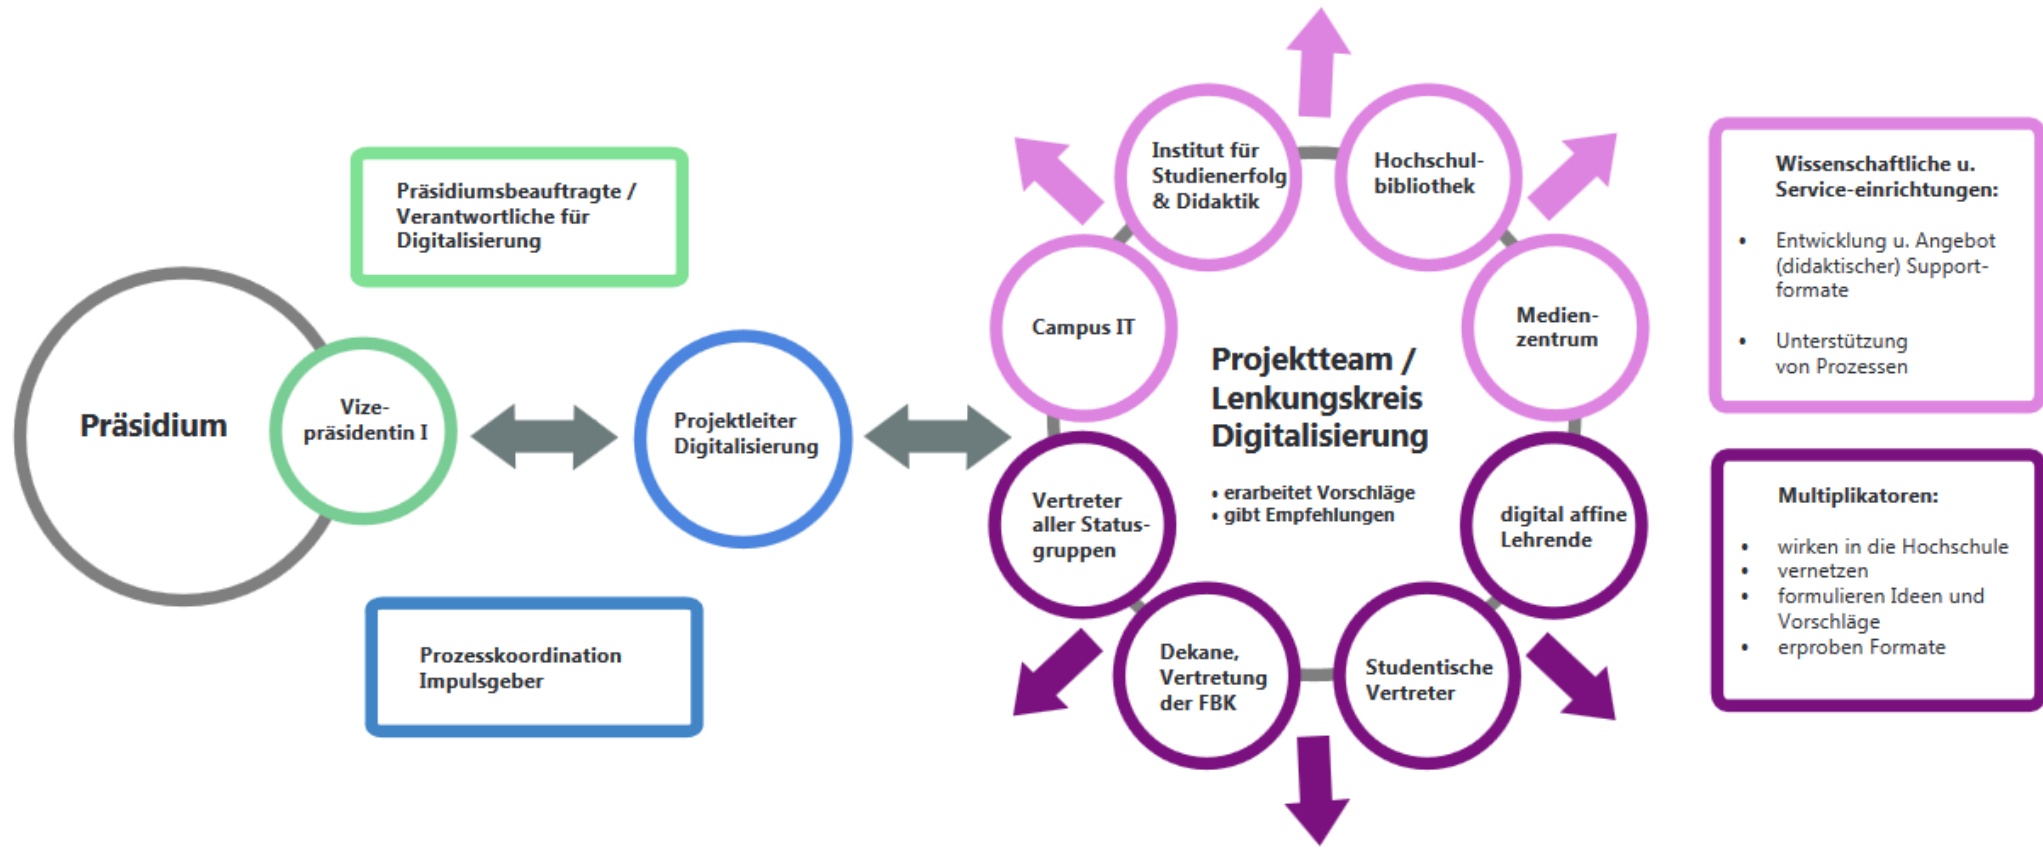 Präsidium
Vize-
präsidentin I
Präsidiumsbeauftragte /
Verantwortliche für
Digitalisierung
Prozesskoordination
Impulsgeber
Projektleiter
Digitalisierung
Institut für
Studienerfolg
& Didaktik
Hochschul-
bibliothek
Campus IT
Medien-
zentrum
Projektteam /
Lenkungskreis
Digitalisierung
• erarbeitet Vorschläge
• gibt Empfehlungen
Vertreter
aller Status-
gruppen
digital affine
Lehrende
Dekane,
Vertretung
der FBK
Studentische
Vertreter
Wissenschaftliche u.
Service-einrichtungen:
• Entwicklung u. Angebot
(didaktischer) Support-
formate
• Unterstützung
von Prozessen
Multiplikatoren:
• wirken in die Hochschule
• vernetzen
• formulieren Ideen und
Vorschläge
• erproben Formate